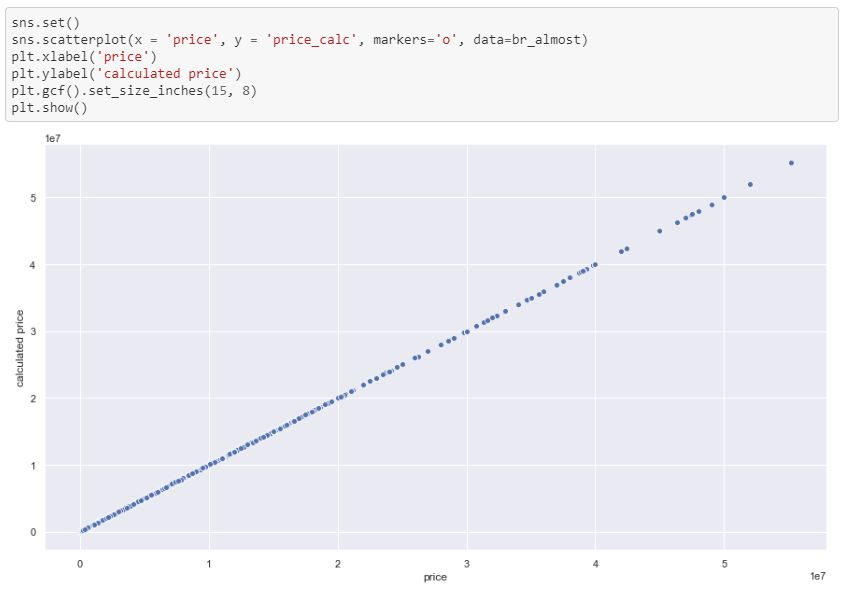 sns.set()
sns.scatterplot(x = 'price', y = 'price_calc', markers='o', data=br_almost)
plt.xlabel('price')
plt.ylabel('calculated price')
plt.gcf().set_size_inches(15, 8)
plt.show()
1e7
5
4
3
2
1
0
calculated price
0 1 2 3 4 5
price
1e7